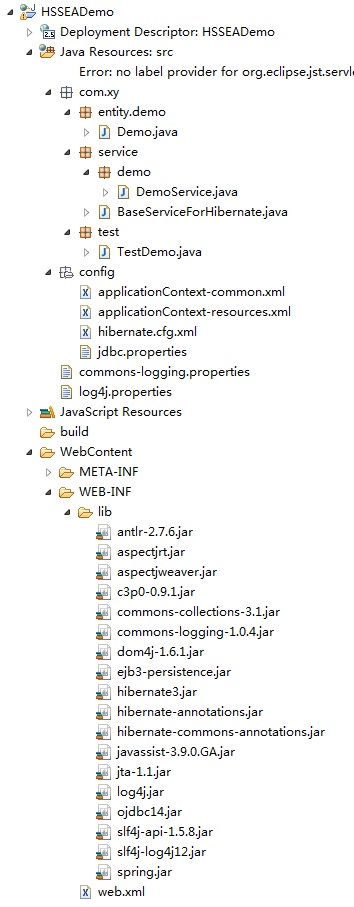 HSSEADemo
Deployment Descriptor: HSSEADemo
Java Resources: src
Error: no label provider for org.eclipse.jst.servle
com.xy
entity.demo
Demo.java
service
demo
DemoService.java
BaseServiceForHibernate.java
test
TestDemo.java
config
applicationContext-common.xml
applicationContext-resources.xml
hibernate.cfg.xml
jdbc.properties
commons-logging.properties
log4j.properties
JavaScript Resources
build
WebContent
META-INF
WEB-INF
lib
antlr-2.7.6.jar
aspectjrt.jar
aspectjweaver.jar
c3p0-0.9.1.jar
commons-collections-3.1.jar
commons-logging-1.0.4.jar
dom4j-1.6.1.jar
ejb3-persistence.jar
hibernate3.jar
hibernate-annotations.jar
hibernate-commons-annotations.jar
javassist-3.9.0.GA.jar
jta-1.1.jar
log4j.jar
ojdbc14.jar
slf4j-api-1.5.8.jar
slf4j-log4j12.jar
spring.jar
web.xml